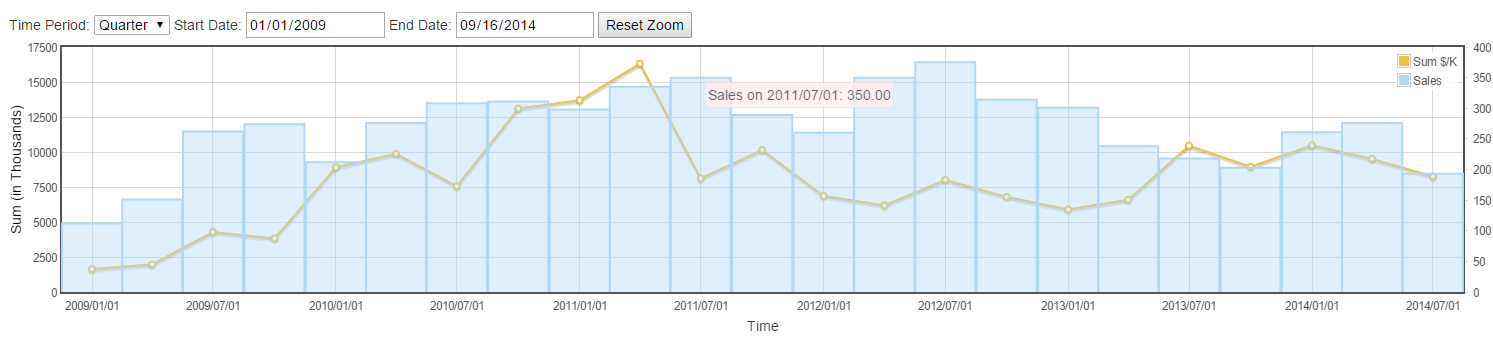 Time Period: Quarter ▼ Start Date: 01/01/2009 End Date: 09/16/2014 Reset Zoom
17500 400
15000 350
12500 300
10000 250
7500 200
5000 150
2500 100
0 50
0
Sum (in Thousands)
Sum $/K
Sales
Sales on 2011/07/01: 350.00
2009/01/01 2009/07/01 2010/01/01 2010/07/01 2011/01/01 2011/07/01 2012/01/01 2012/07/01 2013/01/01 2013/07/01 2014/01/01 2014/07/01
Time